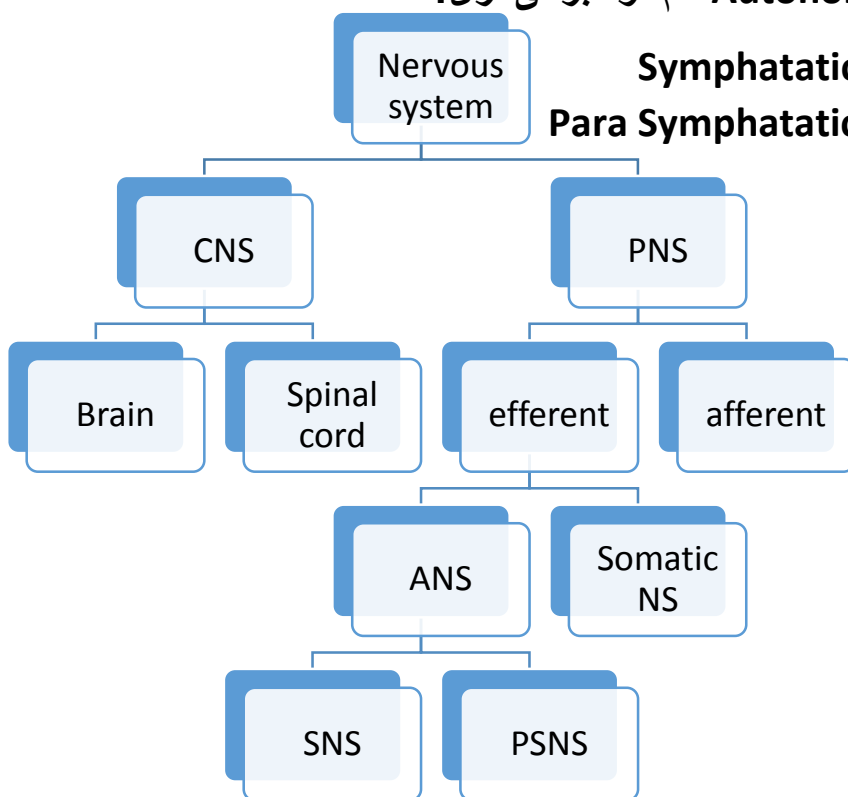 Nervous
system
Symphatatic
Para Symphatatic
CNS
PNS
Brain
Spinal
cord
efferent
afferent
ANS
Somatic
NS
SNS
PSNS